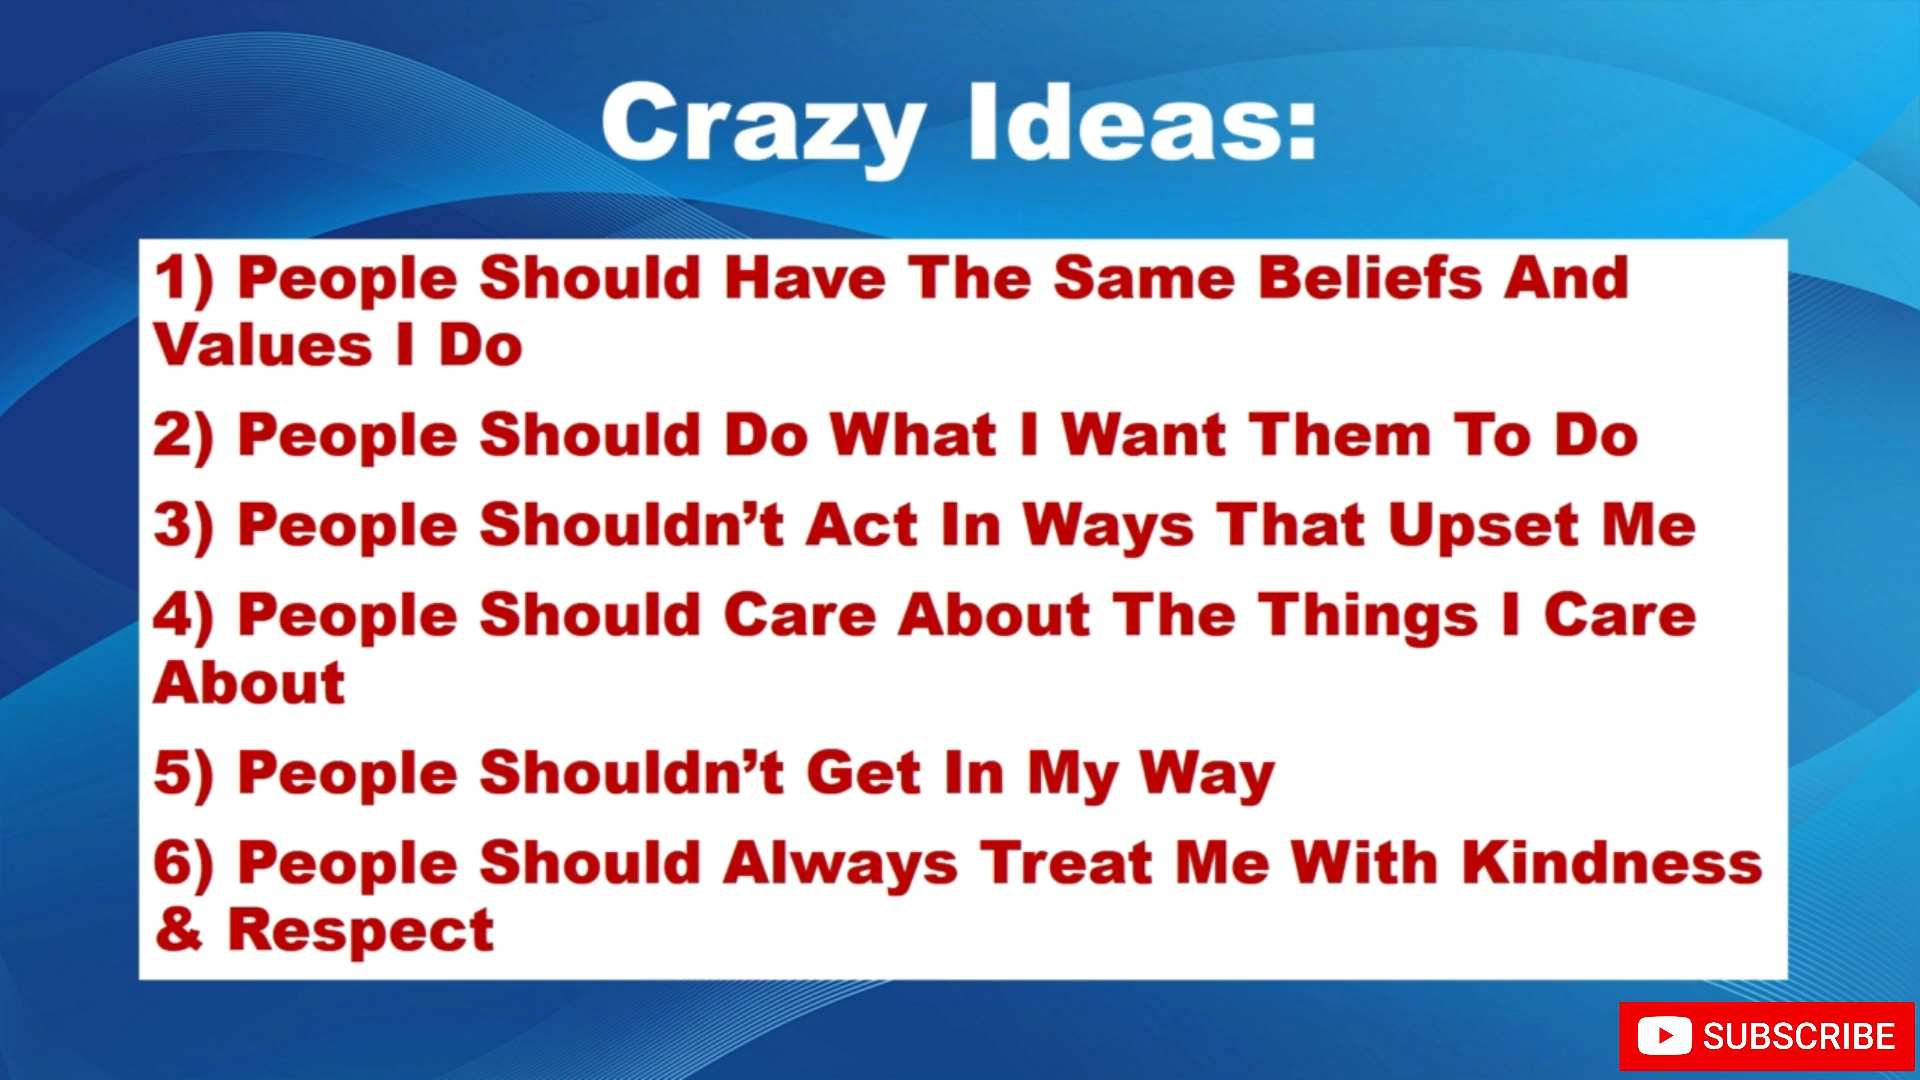 Crazy Ideas:
1) People Should Have The Same Beliefs And
Values I Do
2) People Should Do What I Want Them To Do
3) People Shouldn’t Act In Ways That Upset Me
4) People Should Care About The Things I Care
About
5) People Shouldn’t Get In My Way
6) People Should Always Treat Me With Kindness
& Respect
SUBSCRIBE